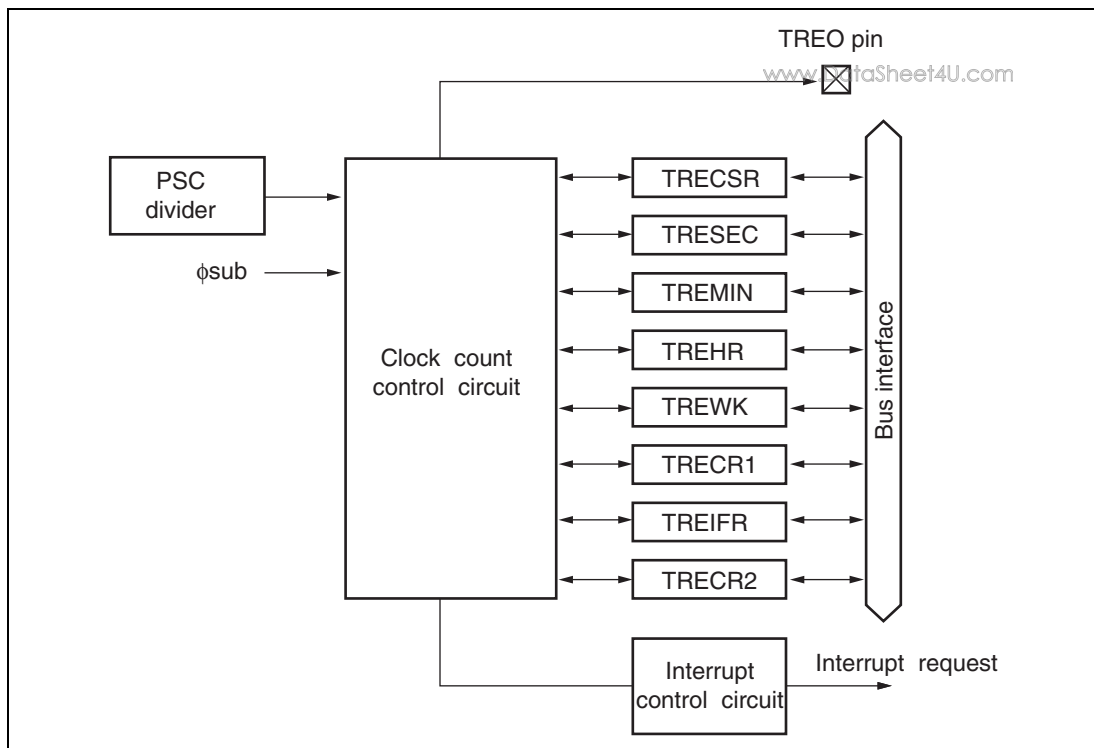 TREO pin
www.DataSheet4U.com
PSC
divider
ϕsub
Clock count
control circuit
TRECSR
TRESEC
TREMIN
TREHR
TREWK
TRECR1
TREIFR
TRECR2
Bus interface
Interrupt
control circuit
Interrupt request